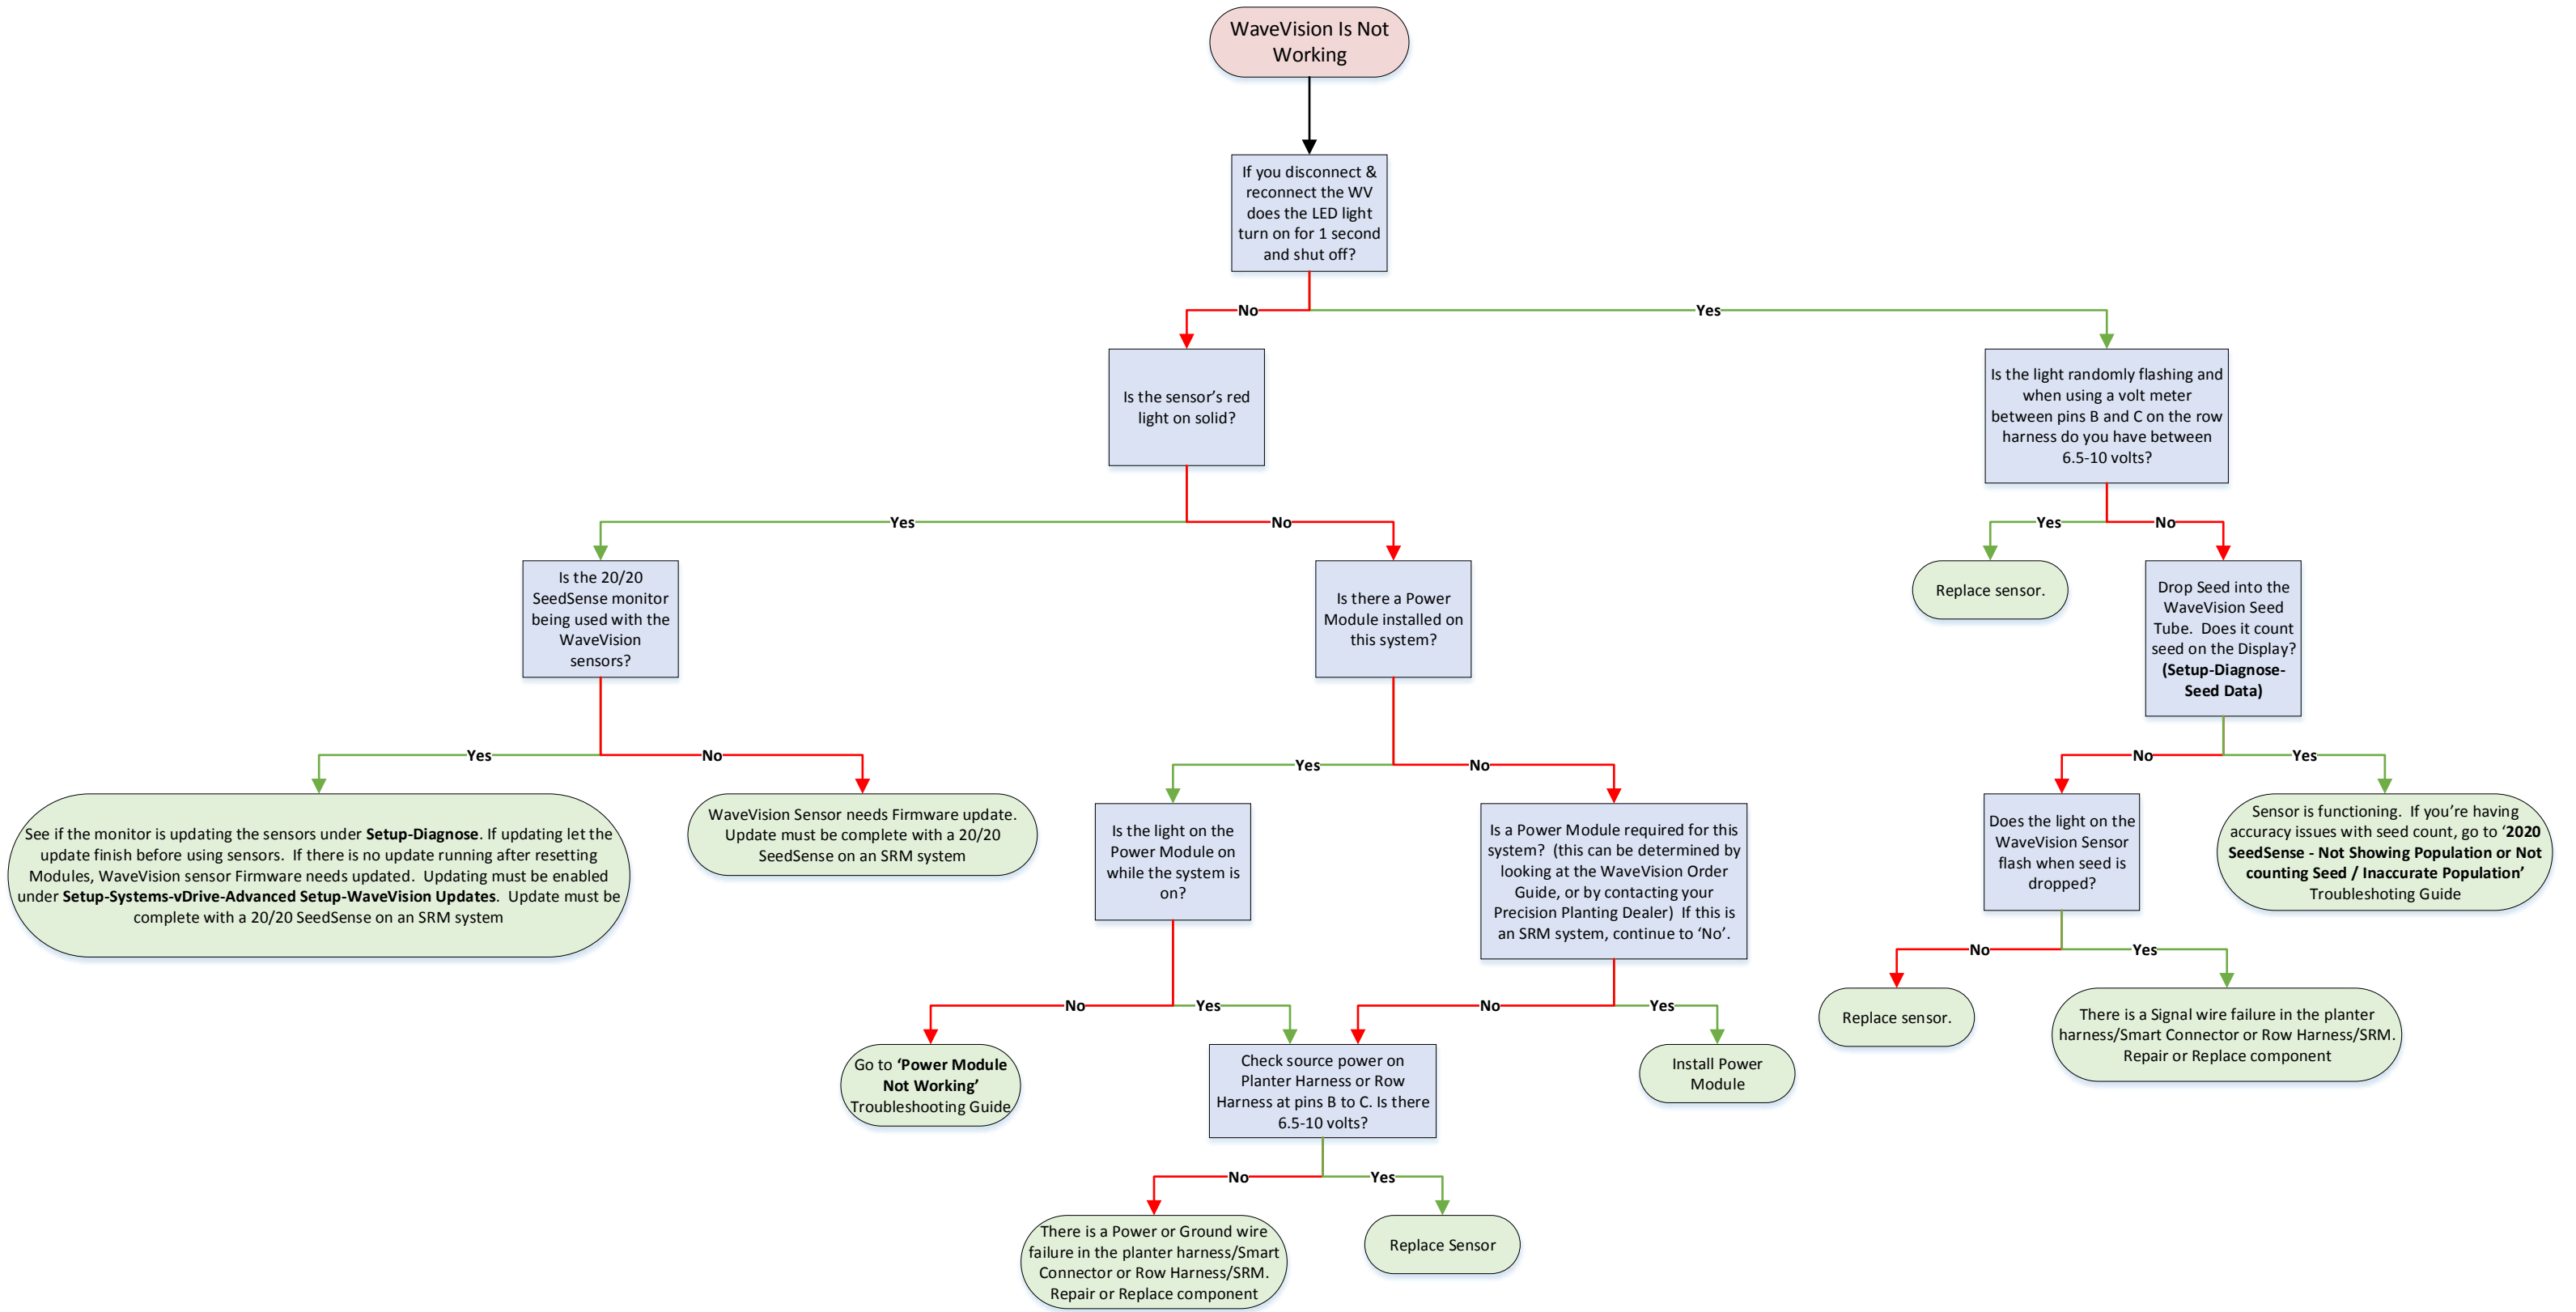 WaveVision Is Not
Working
If you disconnect &
reconnect the WV
does the LED light
turn on for 1 second
and shut off?
No
Yes
Is the sensor's red
light on solid?
Is the light randomly flashing and
when using a volt meter
between pins B and C on the row
harness do you have between
6.5-10 volts?
Yes
No
Yes
No
Is the 20/20
SeedSense monitor
being used with the
WaveVision
sensors?
Is there a Power
Module installed on
this system?
Replace sensor.
Drop Seed into the
WaveVision Seed
Tube. Does it count
seed on the Display?
(Setup-Diagnose-
Seed Data)
Yes
No
Yes
No
No
Yes
See if the monitor is updating the sensors under Setup-Diagnose. If updating let the
update finish before using sensors. If there is no update running after resetting
Modules, WaveVision sensor Firmware needs updated. Updating must be enabled
under Setup-Systems-vDrive-Advanced Setup-WaveVision Updates. Update must be
complete with a 20/20 SeedSense on an SRM system
WaveVision Sensor needs Firmware update.
Update must be complete with a 20/20
SeedSense on an SRM system
Is the light on the
Power Module on
while the system is
on?
Is a Power Module required for this
system? (this can be determined by
looking at the WaveVision Order
Guide, or by contacting your
Precision Planting Dealer) If this is
an SRM system, continue to 'No'.
Does the light on the
WaveVision Sensor
flash when seed is
dropped?
Sensor is functioning. If you're having
accuracy issues with seed count, go to '2020
SeedSense - Not Showing Population or Not
counting Seed / Inaccurate Population'
Troubleshoting Guide
No
Yes
No
Yes
No
Yes
Go to 'Power Module
Not Working'
Troubleshooting Guide
Check source power on
Planter Harness or Row
Harness at pins B to C. Is there
6.5-10 volts?
Install Power
Module
Replace sensor.
There is a Signal wire failure in the planter
harness/Smart Connector or Row Harness/SRM.
Repair or Replace component
No
Yes
There is a Power or Ground wire
failure in the planter harness/Smart
Connector or Row Harness/SRM.
Repair or Replace component
Replace Sensor